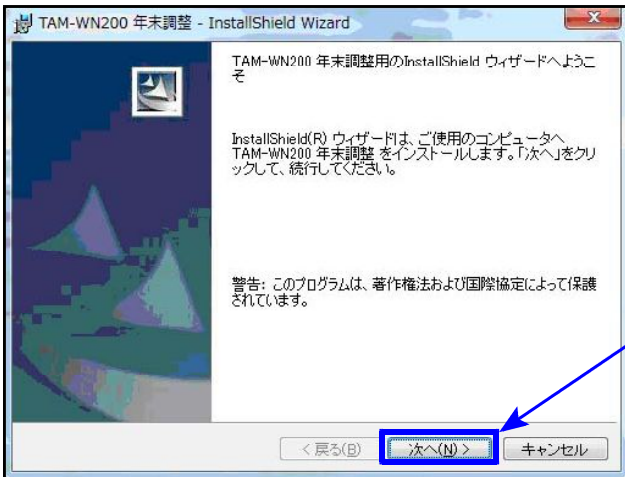 TAM-WN200 年末調整 - InstallShield Wizard
TAM-WN200 年末調整用のInstallShield ウィザードへようこ
そ
InstallShield(R) ウィザードは、ご使用のコンピュータへ
TAM-WN200 年末調整 をインストールします。「次へ」をクリ
ックして、続行してください。
警告: このプログラムは、著作権法および国際協定によって保護
されています。
< 戻る(B)
次へ(N) >
キャンセル